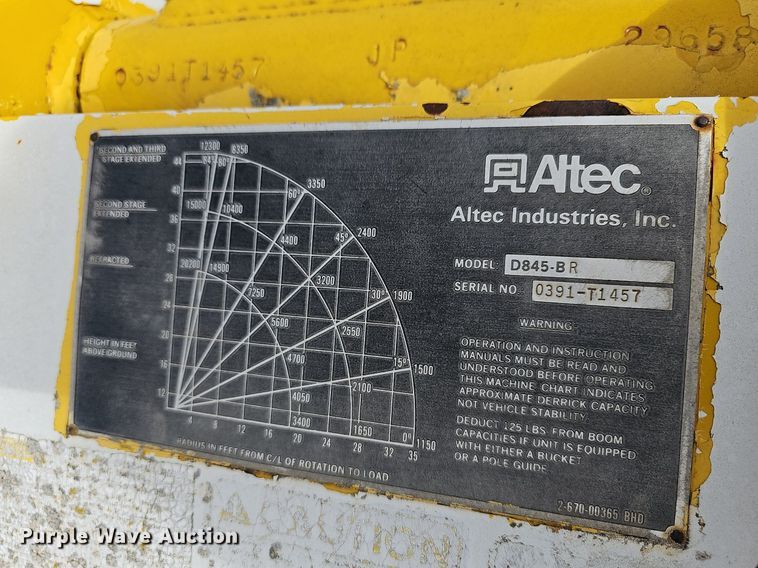 0391T1457 JP 29658
SECOND AND THIRD
STAGE EXTENDED
SECOND STAGE
EXTENDED
RETRACTED
HEIGHT IN FEET
ABOVE GROUND
12300 8350
44 84° 80° 3350
60°
40 15000 10400
45° 2400
36 4400
32
20200 14900 3200 30° 1900
28 7250
24 5600 2550
20 15° 1500
4700
16 2100
4050
12 3400 1650 0° 1150
4 8 12 16 20 24 28 32 35
RADIUS IN FEET FROM C/L OF ROTATION TO LOAD
Altec®
Altec Industries, Inc.
MODEL D845-BR
SERIAL NO. 0391-T1457
WARNING:
OPERATION AND INSTRUCTION
MANUALS MUST BE READ AND
UNDERSTOOD BEFORE OPERATING
THIS MACHINE CHART INDICATES
APPROXIMATE DERRICK CAPACITY
NOT VEHICLE STABILITY.
DEDUCT 125 LBS. FROM BOOM
CAPACITIES IF UNIT IS EQUIPPED
WITH EITHER A BUCKET
OR A POLE GUIDE.
2-670-00365 BHD
Purple Wave Auction